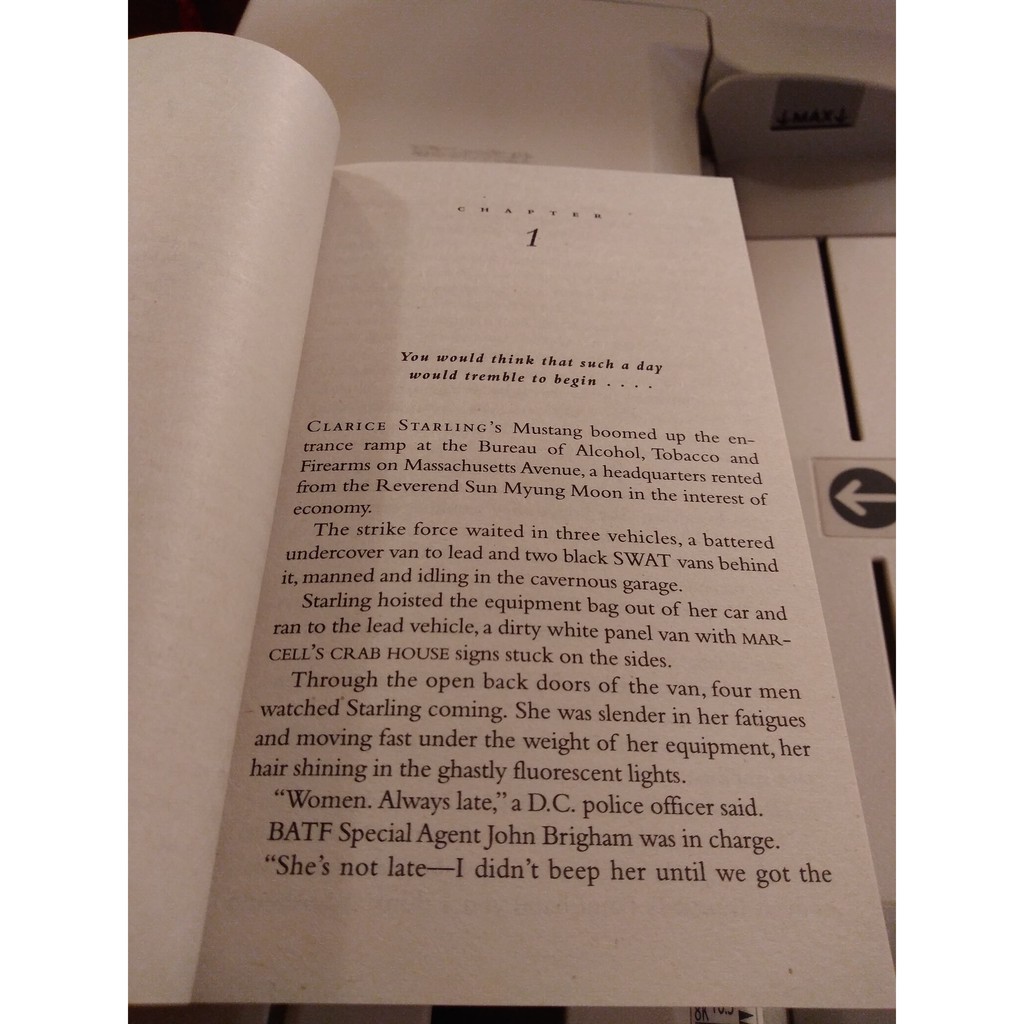 ↓MAX↓
CHAPTER
1
You would think that such a day
would tremble to begin . . . .
CLARICE STARLING'S Mustang boomed up the en-
trance ramp at the Bureau of Alcohol, Tobacco and
Firearms on Massachusetts Avenue, a headquarters rented
from the Reverend Sun Myung Moon in the interest of
economy.
The strike force waited in three vehicles, a battered
undercover van to lead and two black SWAT vans behind
it, manned and idling in the cavernous garage.
Starling hoisted the equipment bag out of her car and
ran to the lead vehicle, a dirty white panel van with MAR-
CELL'S CRAB HOUSE signs stuck on the sides.
Through the open back doors of the van, four men
watched Starling coming. She was slender in her fatigues
and moving fast under the weight of her equipment, her
hair shining in the ghastly fluorescent lights.
“Women. Always late,” a D.C. police officer said.
BATF Special Agent John Brigham was in charge.
“She's not late—I didn't beep her until we got the